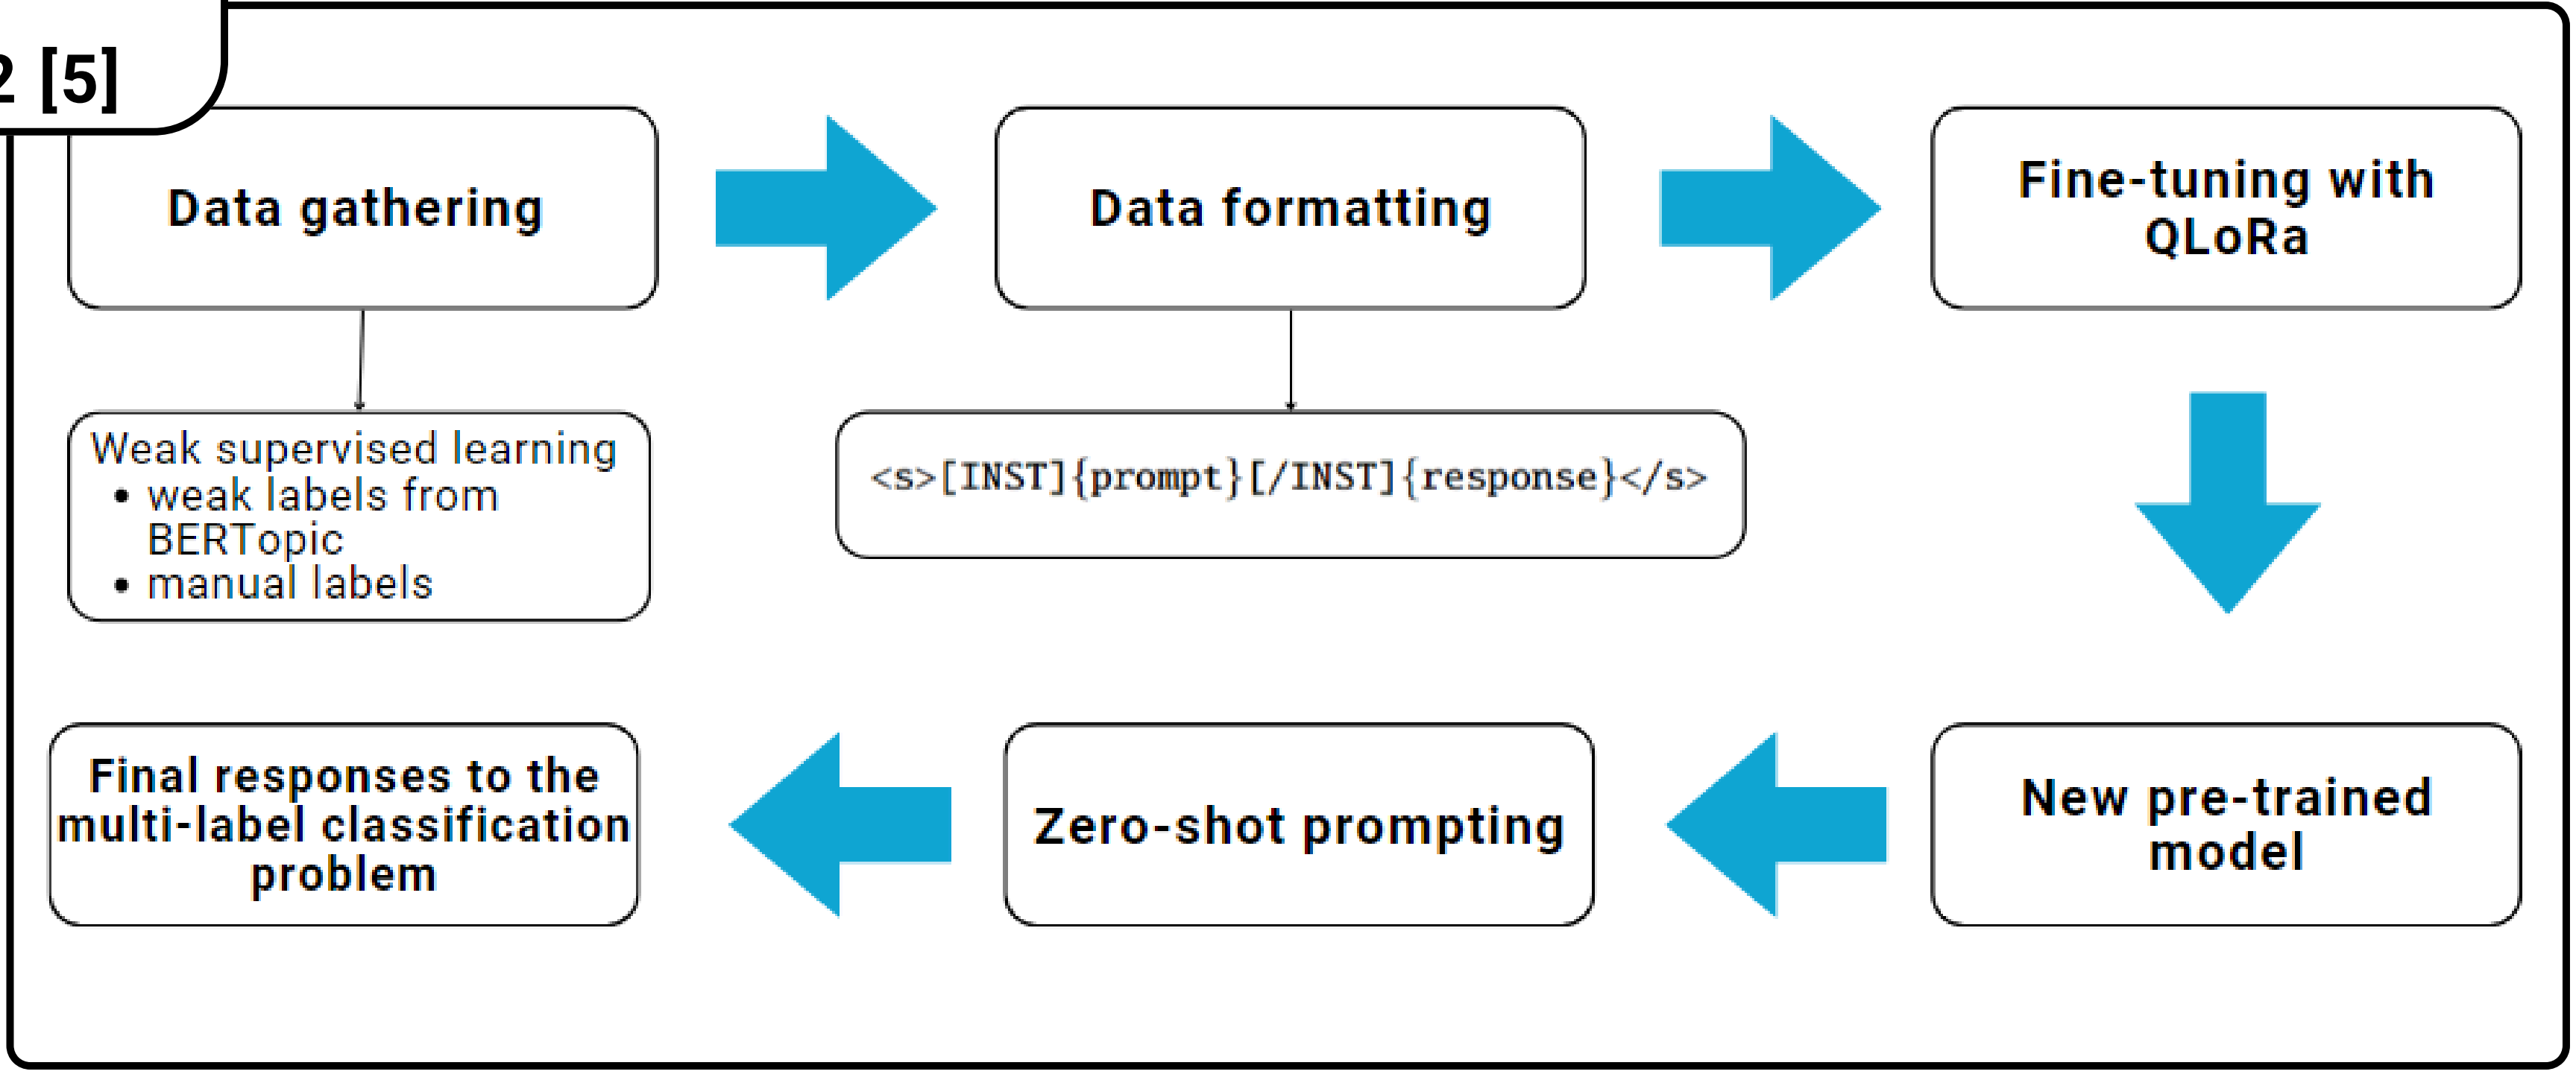 2 [5]
Data gathering
Data formatting
Fine-tuning with
QLoRa
Weak supervised learning
• weak labels from
BERTopic
• manual labels
<s>[INST]{prompt}[/INST]{response}</s>
Final responses to the
multi-label classification
problem
Zero-shot prompting
New pre-trained
model